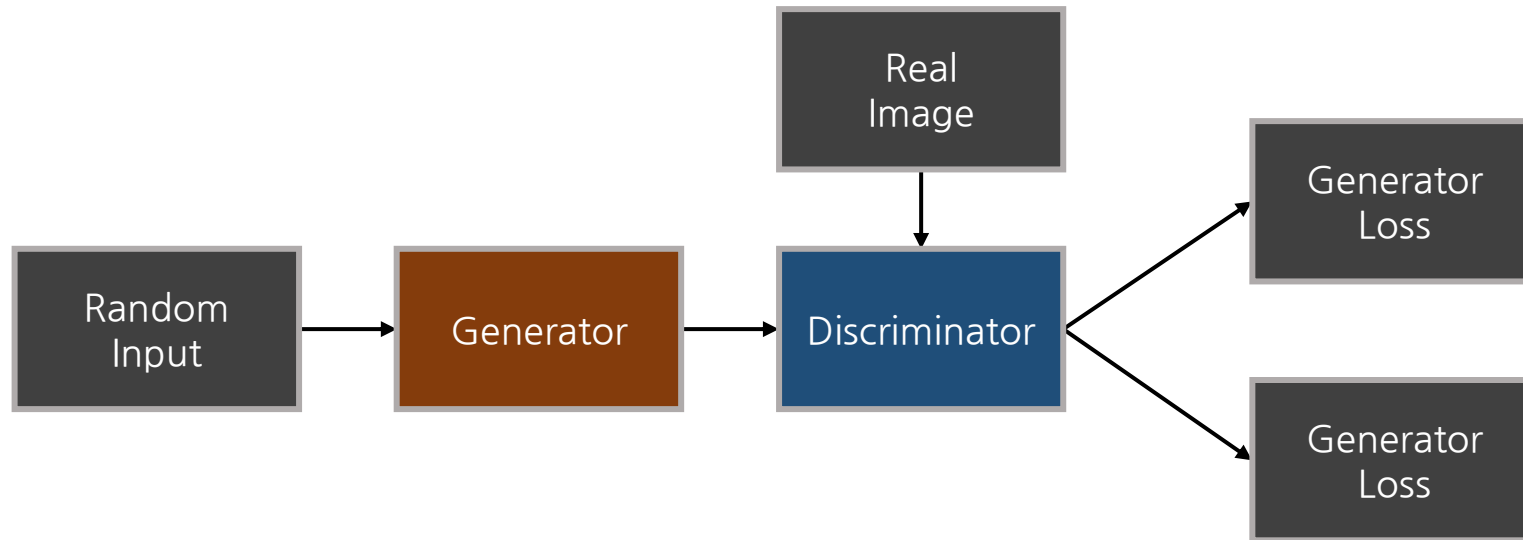 Real
Image
Generator
Loss
Random
Input
Generator
Discriminator
Generator
Loss